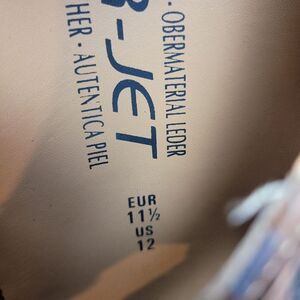 · OBERMATERIAL LEDER
R-JET
HER · AUTENTICA PIEL
EUR
11½
US
12